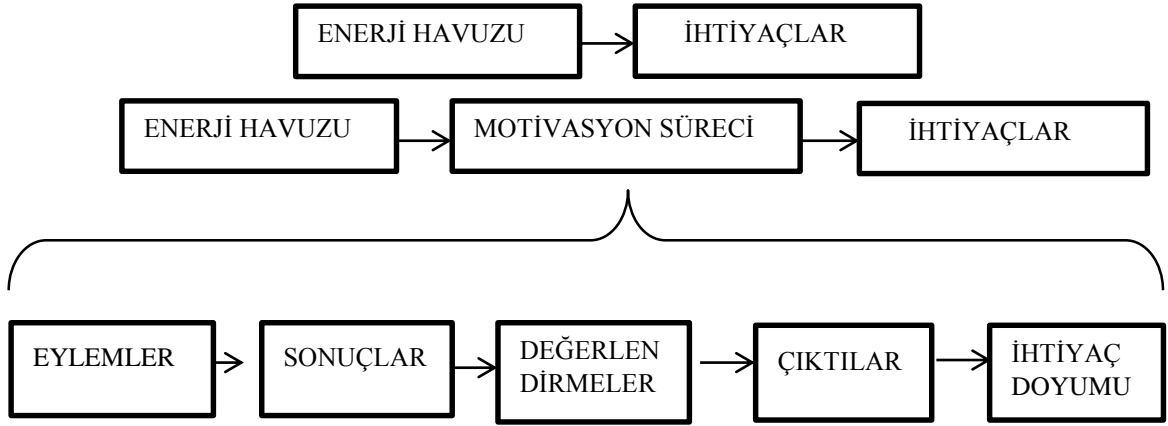 ENERJİ HAVUZU
İHTİYAÇLAR
ENERJİ HAVUZU
MOTİVASYON SÜRECİ
İHTİYAÇLAR
EYLEMLER
SONUÇLAR
DEĞERLEN
DİRMELER
ÇIKTILAR
İHTİYAÇ
DOYUMU